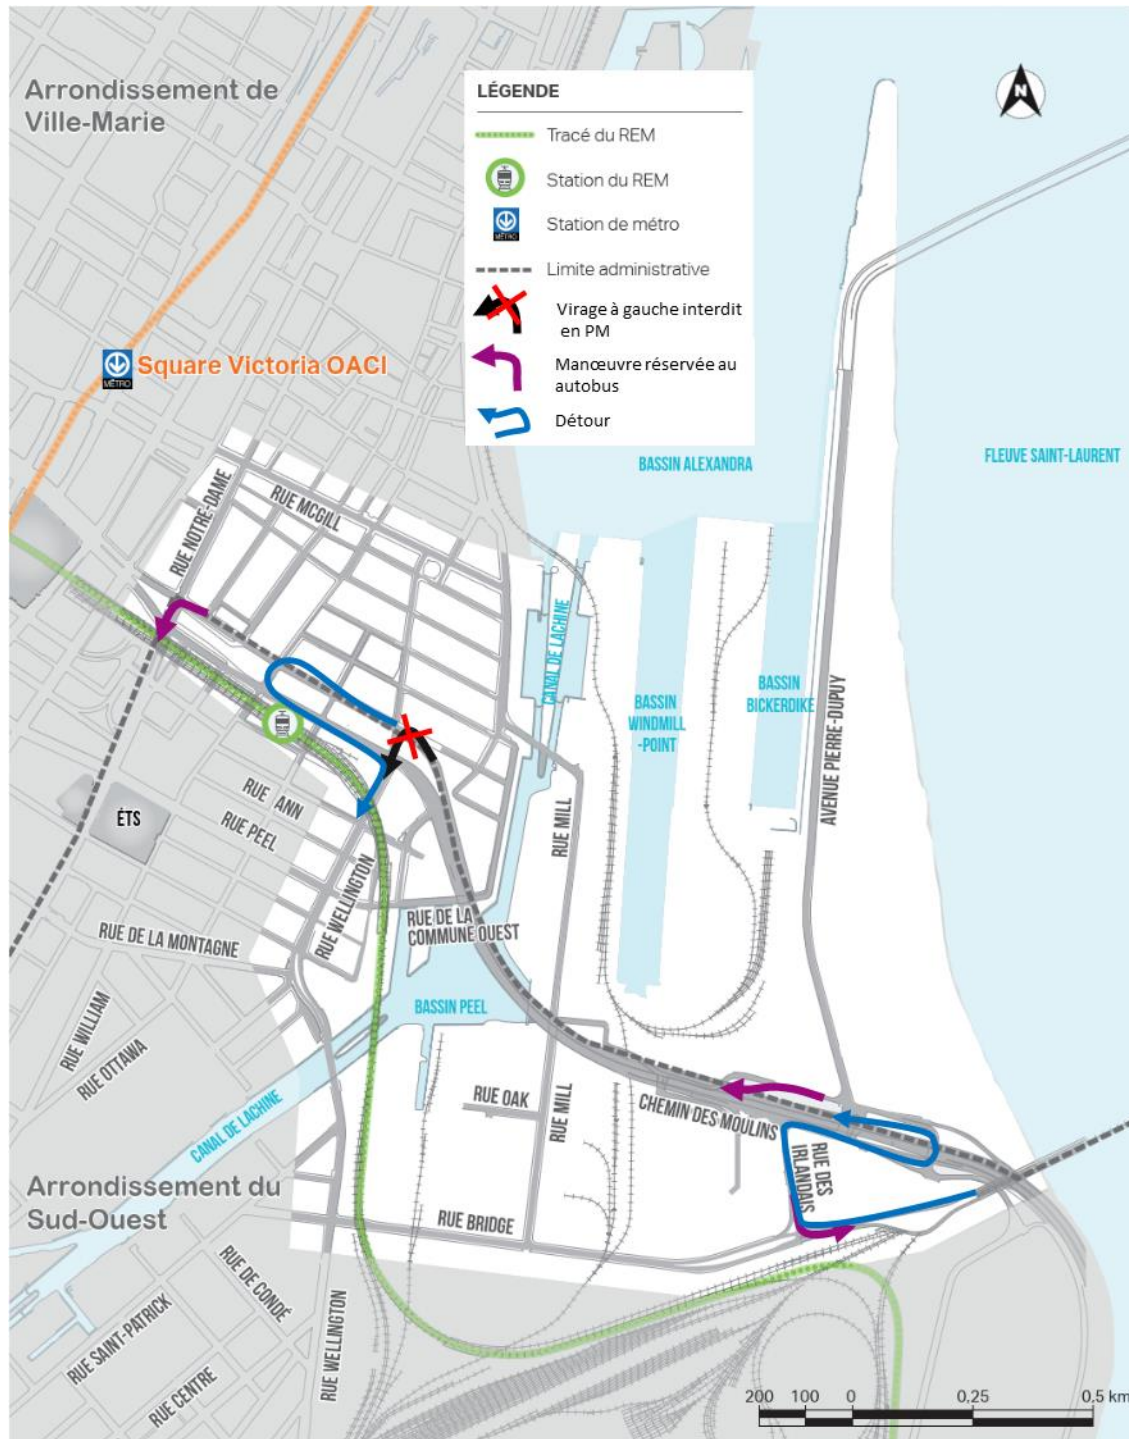 Arrondissement de
Ville-Marie
LÉGENDE
Tracé du REM
Station du REM
MÉTRO
Station de métro
Limite administrative
Virage à gauche interdit
en PM
Manœuvre réservée au
autobus
Détour
N
MÉTRO
Square Victoria OACI
BASSIN ALEXANDRA
FLEUVE SAINT-LAURENT
RUE NOTRE-DAME
RUE MCGILL
CANAL DE LACHINE
BASSIN
WINDMILL
-POINT
BASSIN
BICKERDIKE
AVENUE PIERRE-DUPUY
RUE ANN
RUE PEEL
ÉTS
RUE MILL
RUE WELLINGTON
RUE DE LA
COMMUNE OUEST
RUE DE LA MONTAGNE
BASSIN PEEL
RUE WILLIAM
RUE OTTAWA
RUE OAK
RUE MILL
CHEMIN DES MOULINS
CANAL DE LACHINE
RUE DES
IRLANDAIS
Arrondissement du
Sud-Ouest
RUE BRIDGE
RUE DE CONDÉ
RUE SAINT-PATRICK
RUE CENTRE
RUE WELLINGTON
200 100 0 0,25 0,5 km